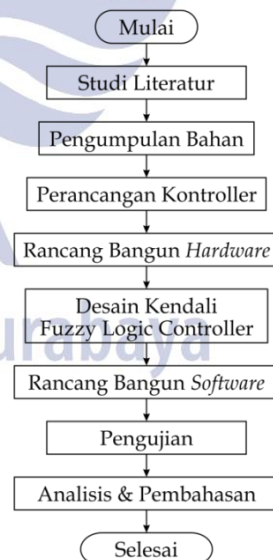 Mulai
Studi Literatur
Pengumpulan Bahan
Perancangan Kontroller
Rancang Bangun Hardware
Desain Kendali
Fuzzy Logic Controller
urabaya
Rancang Bangun Software
Pengujian
Analisis & Pembahasan
Selesai